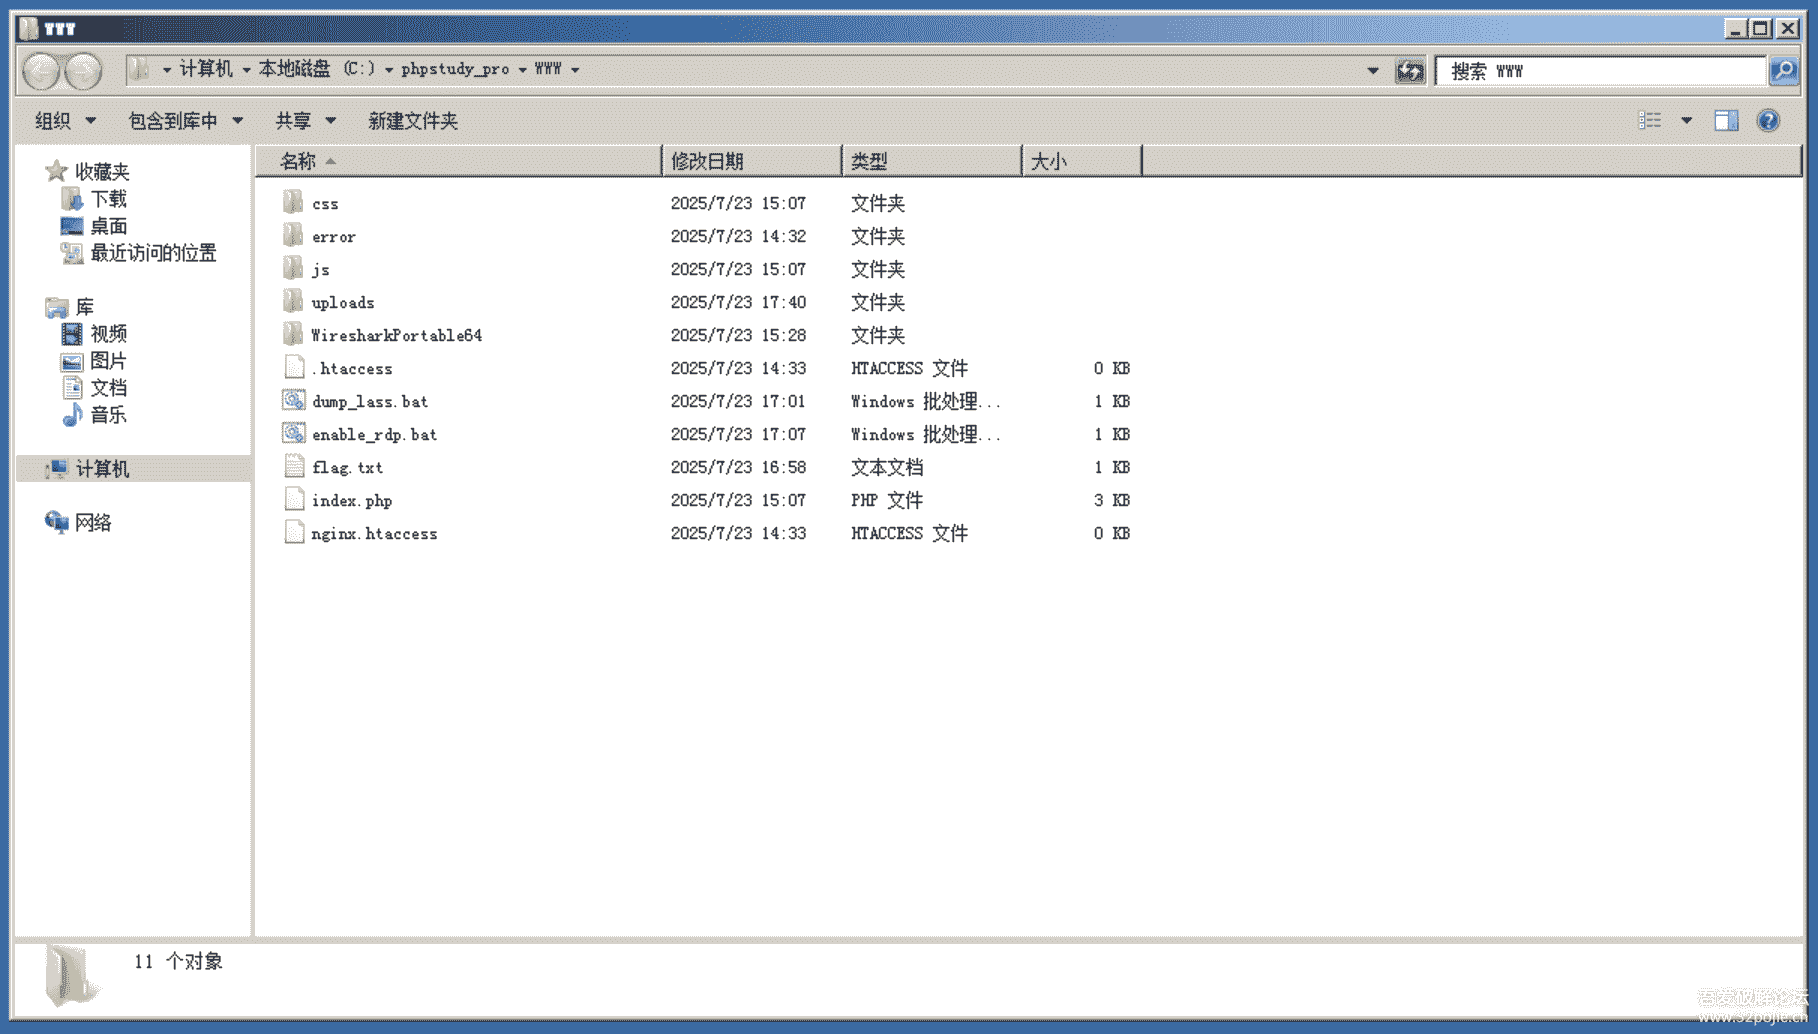 WWW
计算机 本地磁盘 (C:) phpstudy_pro WWW
搜索 WWW
组织 包含到库中 共享 新建文件夹
收藏夹
下载
桌面
最近访问的位置
库
视频
图片
文档
音乐
计算机
网络
名称 修改日期 类型 大小
css 2025/7/23 15:07 文件夹
error 2025/7/23 14:32 文件夹
js 2025/7/23 15:07 文件夹
uploads 2025/7/23 17:40 文件夹
WiresharkPortable64 2025/7/23 15:28 文件夹
.htaccess 2025/7/23 14:33 HTACCESS 文件 0 KB
dump_lass.bat 2025/7/23 17:01 Windows 批处理... 1 KB
enable_rdp.bat 2025/7/23 17:07 Windows 批处理... 1 KB
flag.txt 2025/7/23 16:58 文本文档 1 KB
index.php 2025/7/23 15:07 PHP 文件 3 KB
nginx.htaccess 2025/7/23 14:33 HTACCESS 文件 0 KB
11 个对象
吾爱破解论坛
www.52pojie.cn